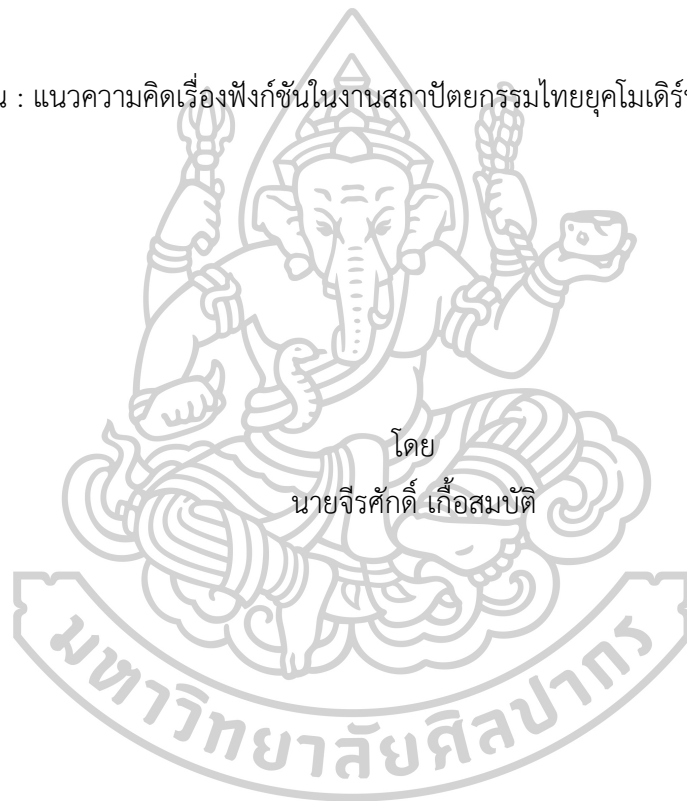 : แนวความคิดเรื่องฟังก์ชันในงานสถาปัตยกรรมไทยยุคโมเดิร์
โดย
นายจีรศักดิ์ เกื้อสมบัติ
มหาวิทยาลัยศิลปากร